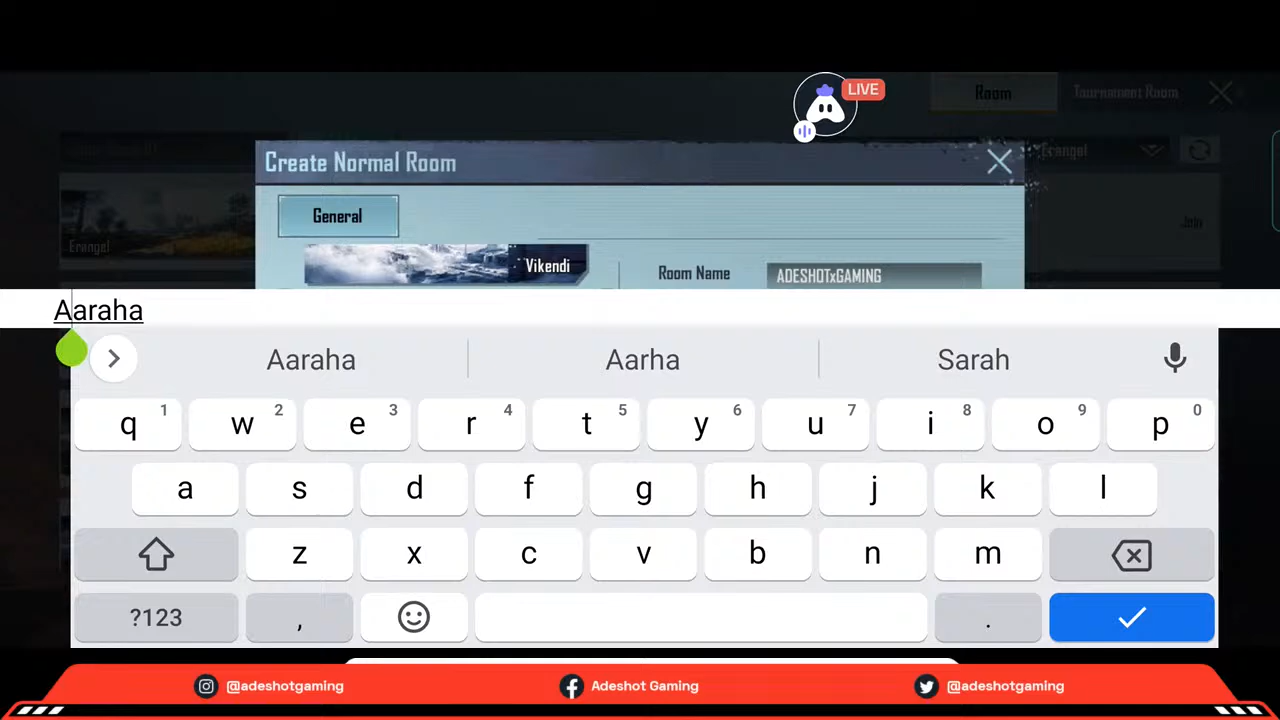 LIVE
Room Tournament Room
Create Normal Room
Erangel
General
Join
Erangel
Vikendi
Room Name ADESHOTxGAMING
Aaraha
Aaraha Aarha Sarah
q 1 w 2 e 3 r 4 t 5 y 6 u 7 i 8 o 9 p 0
a s d f g h j k l
z x c v b n m
?123 , .
@adeshotgaming Adeshot Gaming @adeshotgaming